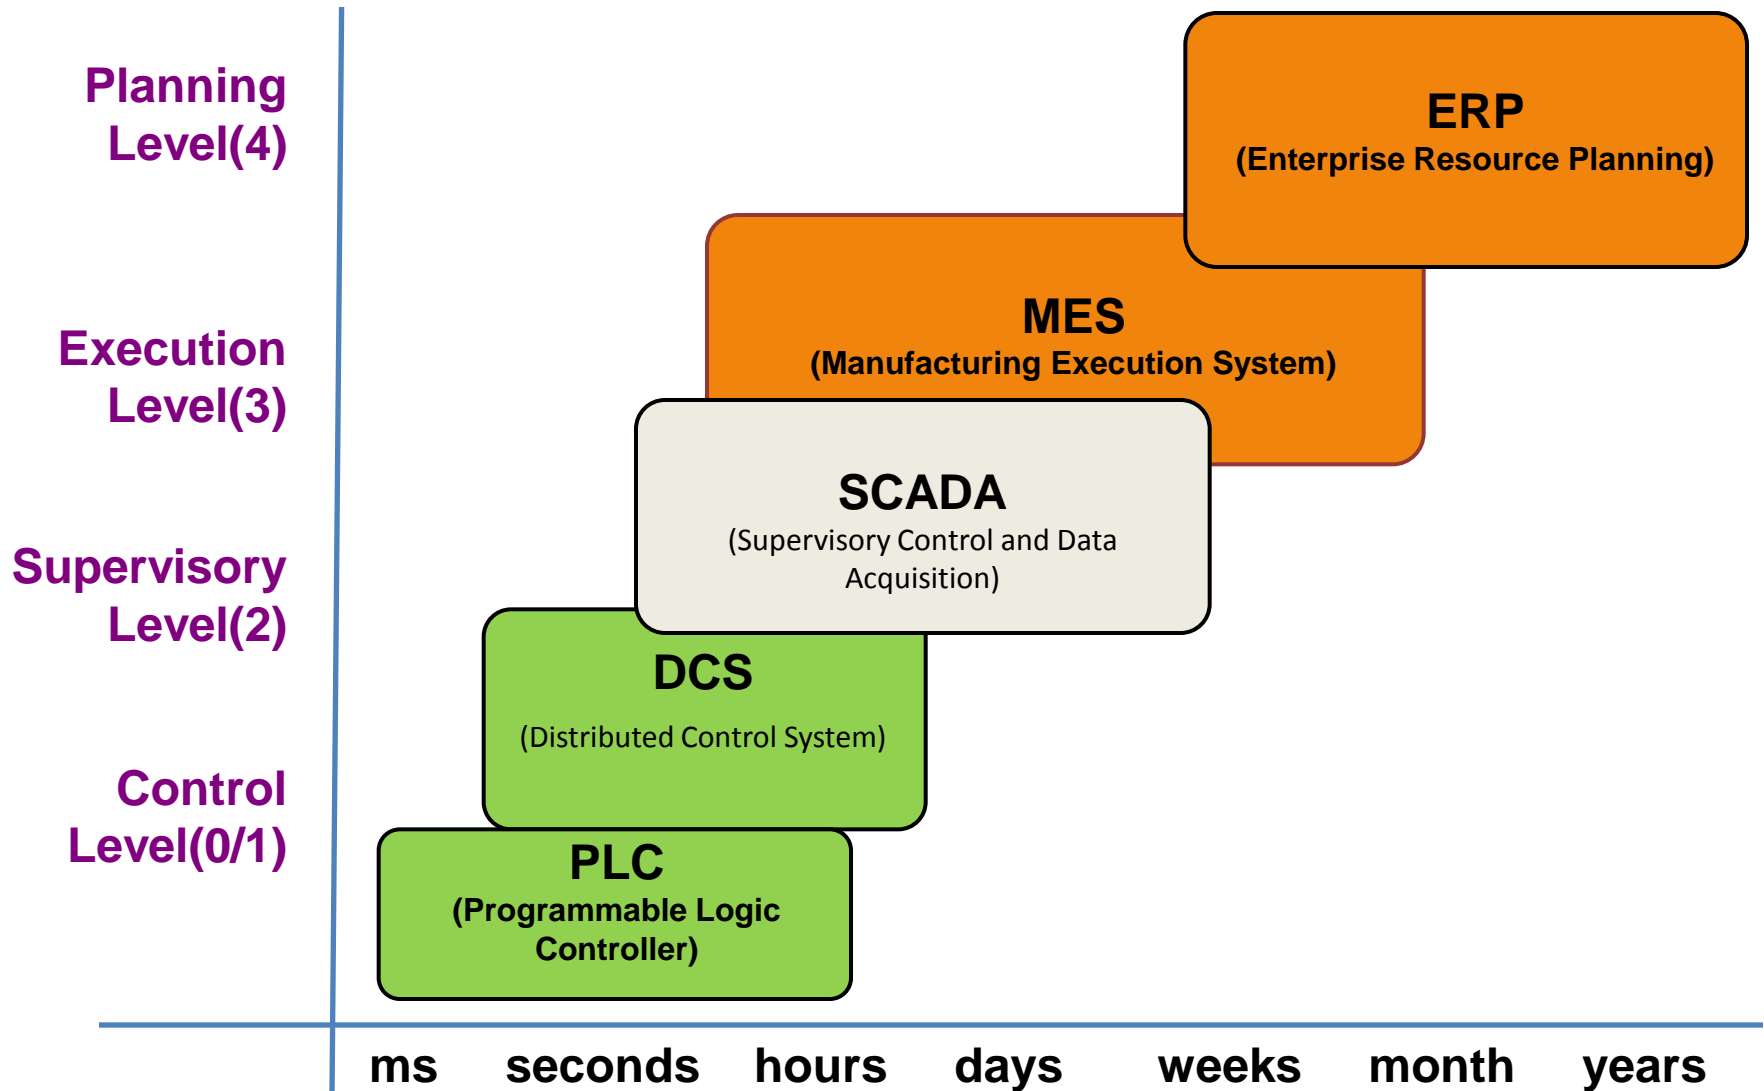 Planning
Level(4)
ERP
(Enterprise Resource Planning)
Execution
Level(3)
MES
(Manufacturing Execution System)
Supervisory
Level(2)
SCADA
(Supervisory Control and Data
Acquisition)
DCS
(Distributed Control System)
Control
Level(0/1)
PLC
(Programmable Logic
Controller)
ms seconds hours days weeks month years